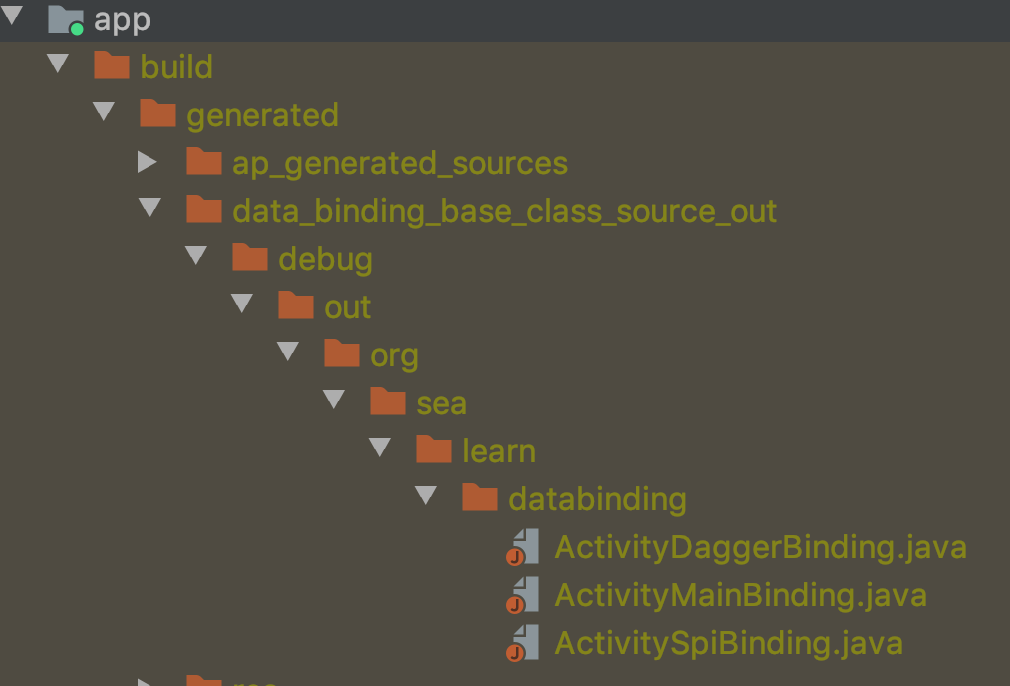 app
build
generated
ap_generated_sources
data_binding_base_class_source_out
debug
out
org
sea
learn
databinding
ActivityDaggerBinding.java
ActivityMainBinding.java
ActivitySpiBinding.java